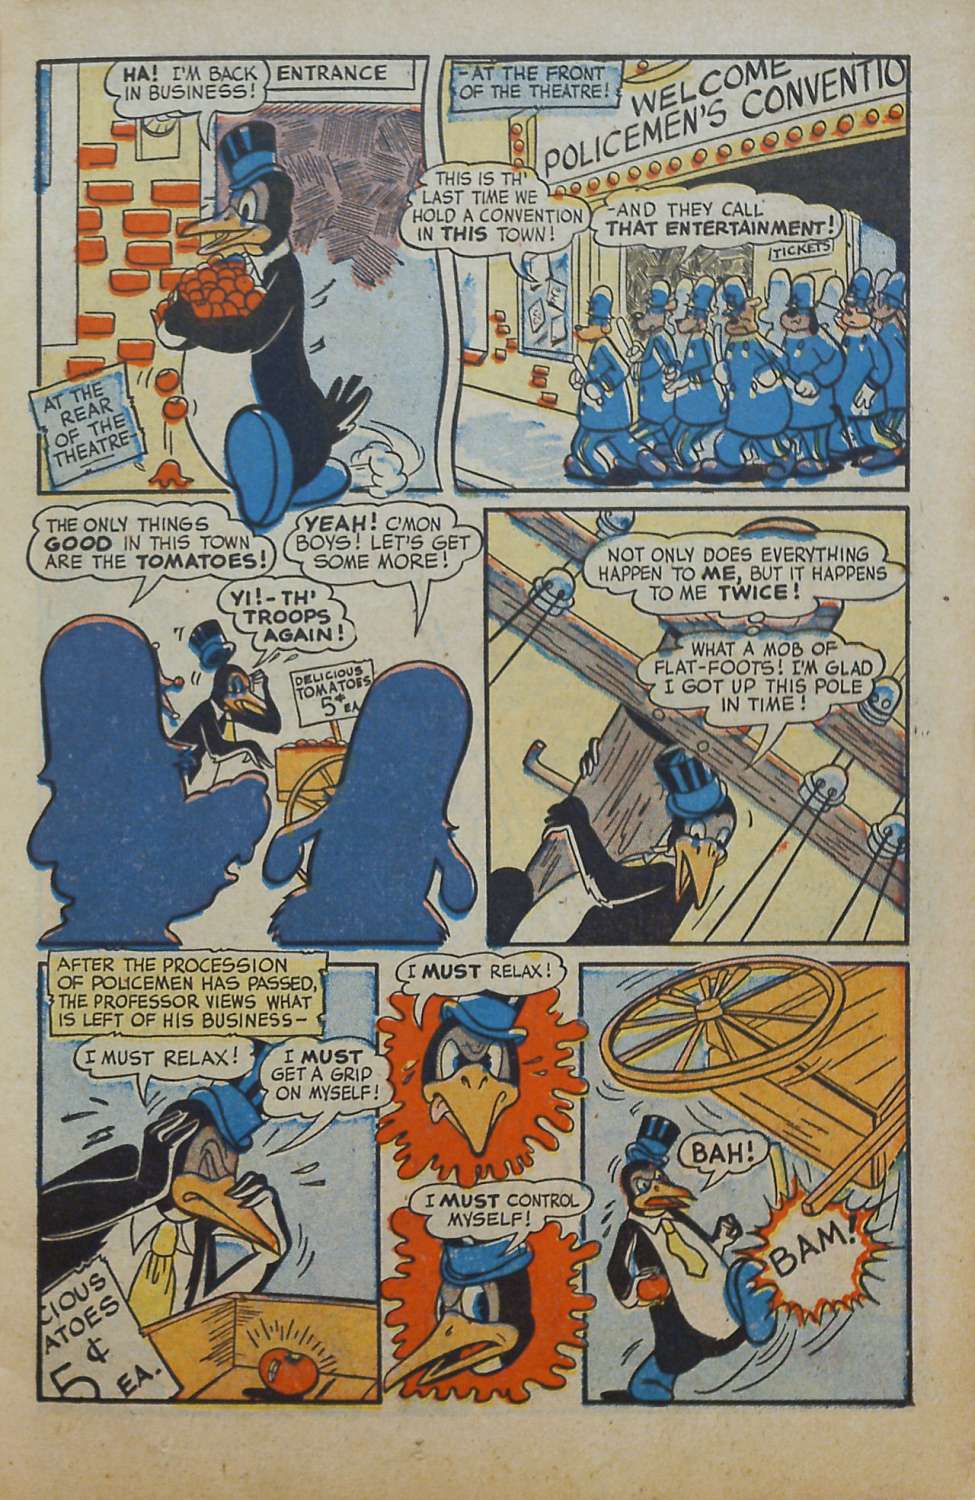 HA! I'M BACK
IN BUSINESS!
ENTRANCE
AT THE
REAR
OF THE
THEATRE-
-AT THE FRONT
OF THE THEATRE!
WELCOME
POLICEMEN'S CONVENTIO
THIS IS TH'
LAST TIME WE
HOLD A CONVENTION
IN THIS TOWN!
-AND THEY CALL
THAT ENTERTAINMENT!
TICKETS
THE ONLY THINGS
GOOD IN THIS TOWN
ARE THE TOMATOES!
YEAH! C'MON
BOYS! LET'S GET
SOME MORE!
YI!-TH'
TROOPS
AGAIN!
DELICIOUS
TOMATOES
5¢
EA.
NOT ONLY DOES EVERYTHING
HAPPEN TO ME, BUT IT HAPPENS
TO ME TWICE!
WHAT A MOB OF
FLAT-FOOTS! I'M GLAD
I GOT UP THIS POLE
IN TIME!
AFTER THE PROCESSION
OF POLICEMEN HAS PASSED,
THE PROFESSOR VIEWS WHAT
IS LEFT OF HIS BUSINESS-
I MUST RELAX!
I MUST
GET A GRIP
ON MYSELF!
CIOUS
ATOES
5¢
EA.
I MUST RELAX!
I MUST CONTROL
MYSELF!
BAH!
BAM!